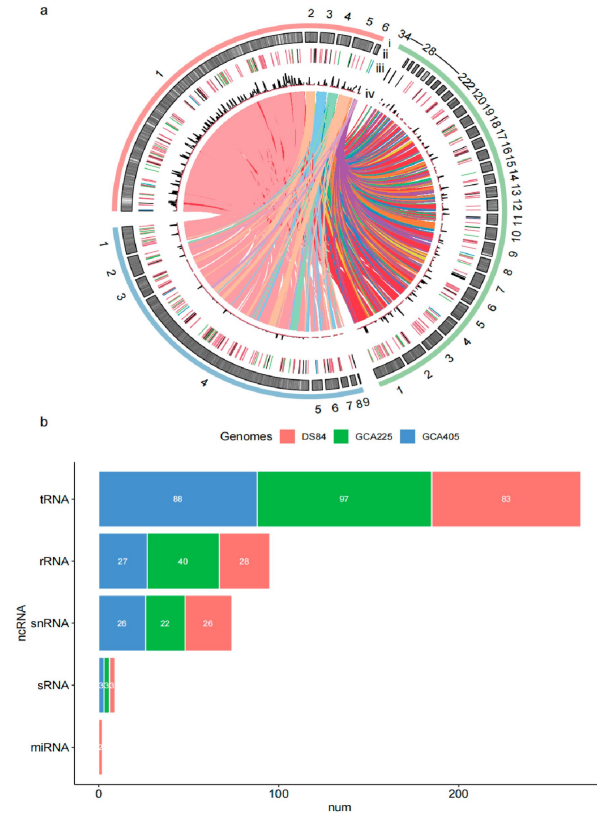 a
2 3 4 5 6
i
ii
iii
iv
1
34 28 22 21 20 19 18 17 16 15 14 13 12 11 10 9 8 7 6 5 4 3 2 1
1 2 3 4 5 6 7 8 9
b
Genomes DS84 GCA225 GCA405
tRNA 88 97 83
rRNA 27 40 28
snRNA 26 22 26
sRNA 3 3 3
miRNA
ncRNA
0 100 200
num